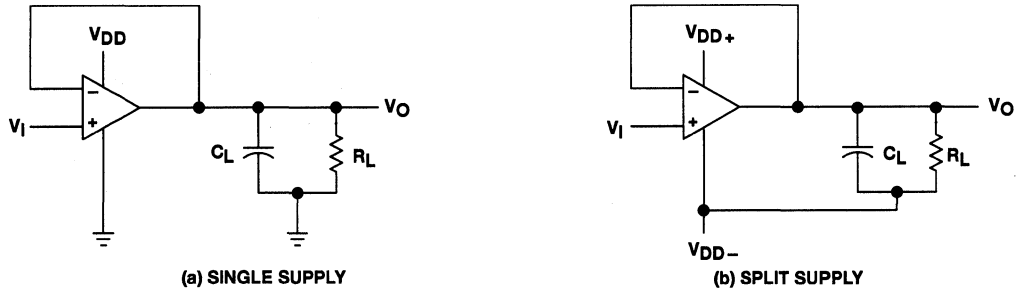 VDD
−
+
VI
VO
CL
RL
(a) SINGLE SUPPLY
VDD+
−
+
VI
VO
CL
RL
VDD−
(b) SPLIT SUPPLY